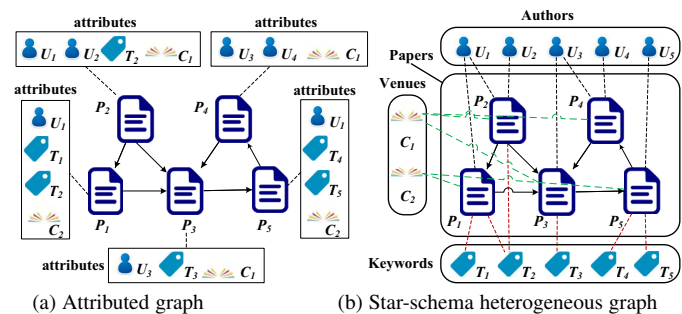 attributes
U1 U2 T2 C1
attributes
U3 U4 C1
attributes
U1
T1
T2
C2
attributes
U1
T4
T5
C2
P2
P4
P1
P3
P5
attributes
U3 T3 C1
(a) Attributed graph
Authors
U1 U2 U3 U4 U5
Papers
Venues
C1
C2
P2
P4
P1
P3
P5
Keywords
T1 T2 T3 T4 T5
(b) Star-schema heterogeneous graph